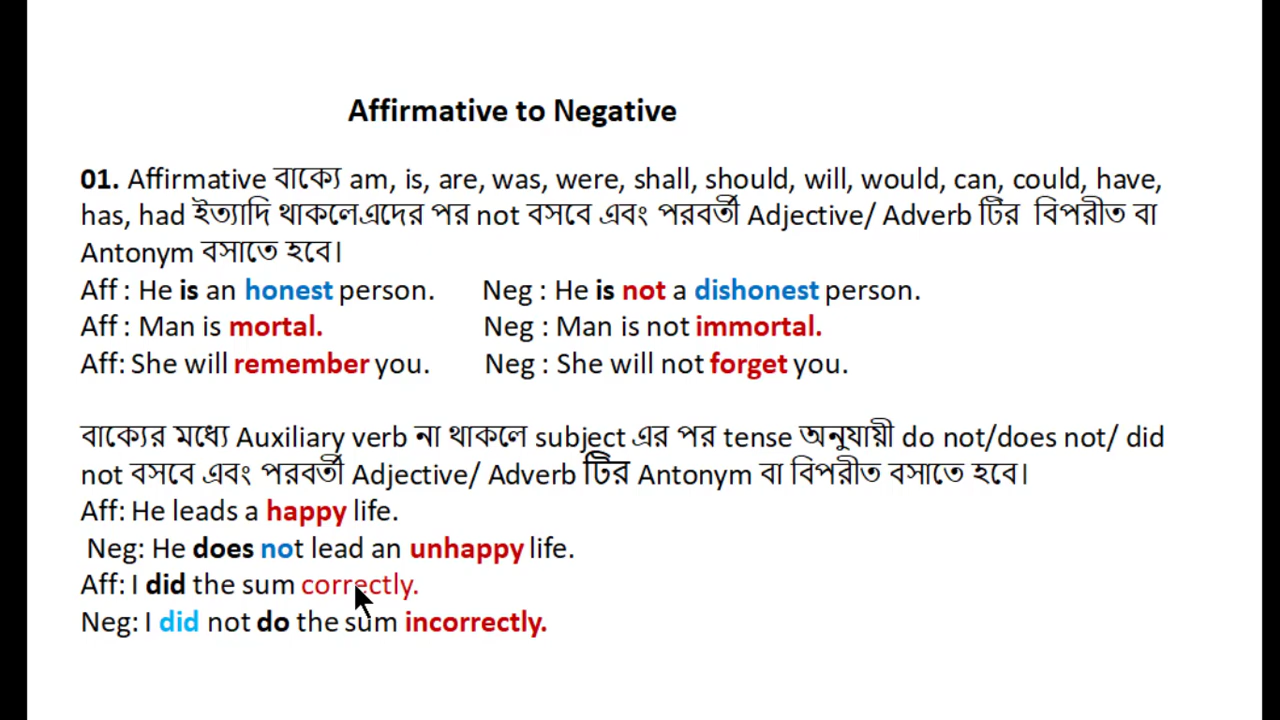 Affirmative to Negative
01. Affirmative বাক্যে am, is, are, was, were, shall, should, will, would, can, could, have,
has, had ইত্যাদি থাকলেএদের পর not বসবে এবং পরবর্তী Adjective/ Adverb টির বিপরীত বা
Antonym বসাতে হবে।
Aff : He is an honest person. Neg : He is not a dishonest person.
Aff : Man is mortal. Neg : Man is not immortal.
Aff: She will remember you. Neg : She will not forget you.
বাক্যের মধ্যে Auxiliary verb না থাকলে subject এর পর tense অনুযায়ী do not/does not/ did
not বসবে এবং পরবর্তী Adjective/ Adverb টির Antonym বা বিপরীত বসাতে হবে।
Aff: He leads a happy life.
Neg: He does not lead an unhappy life.
Aff: I did the sum correctly.
Neg: I did not do the sum incorrectly.